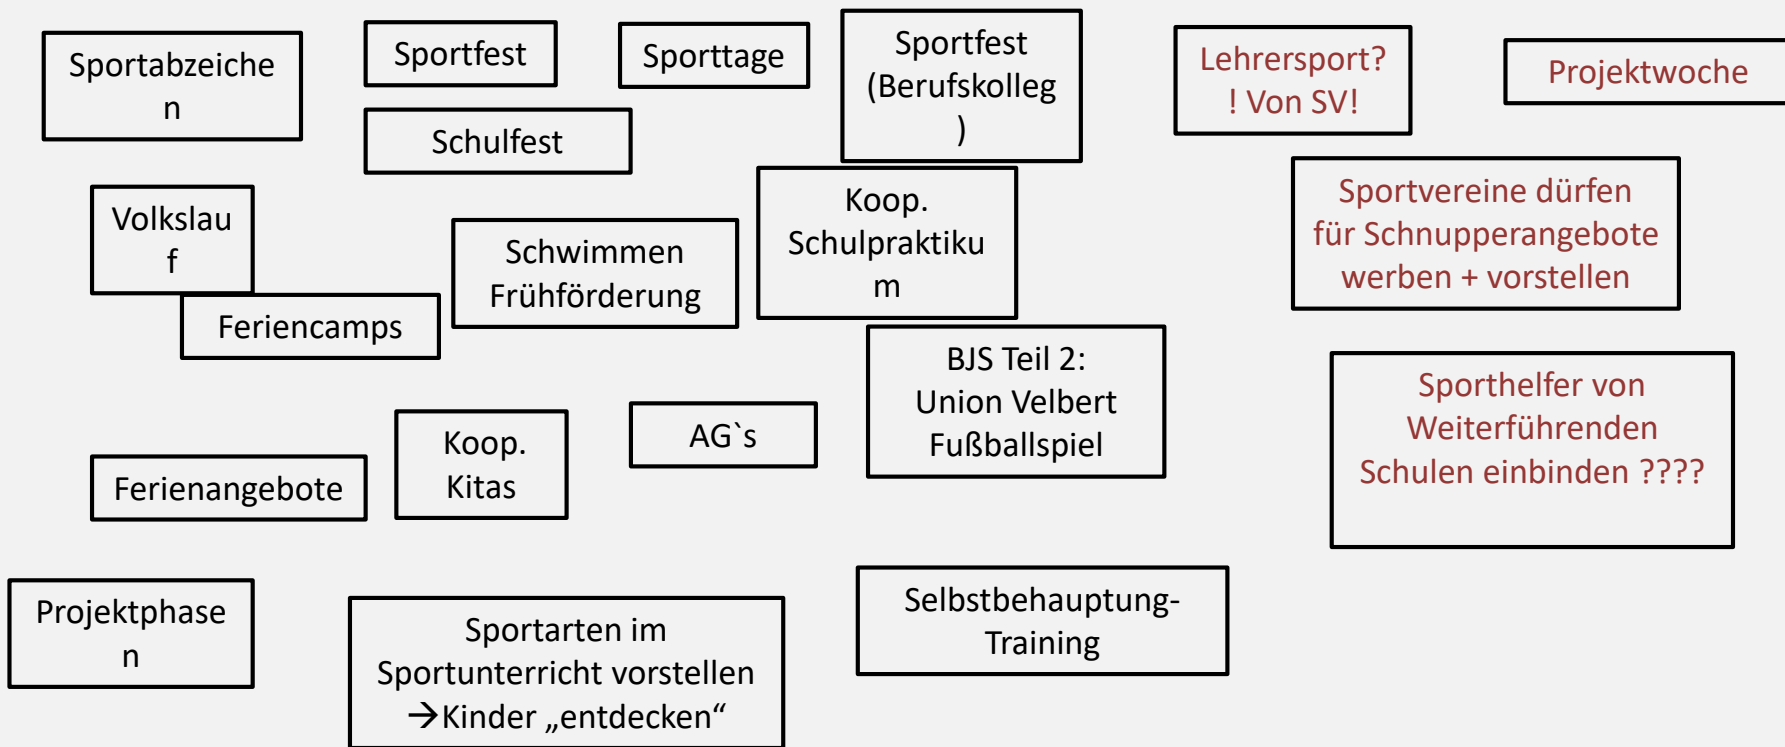 Sportabzeiche
n
Sportfest
Sporttage
Sportfest
(Berufskolleg
)
Lehrersport?
! Von SV!
Projektwoche
Schulfest
Volkslau
f
Schwimmen
Frühförderung
Koop.
Schulpraktiku
m
Sportvereine dürfen
für Schnupperangebote
werben + vorstellen
Feriencamps
BJS Teil 2:
Union Velbert
Fußballspiel
Sporthelfer von
Weiterführenden
Schulen einbinden ????
Ferienangebote
Koop.
Kitas
AG`s
Projektphase
n
Sportarten im
Sportunterricht vorstellen
→Kinder „entdecken“
Selbstbehauptung-
Training